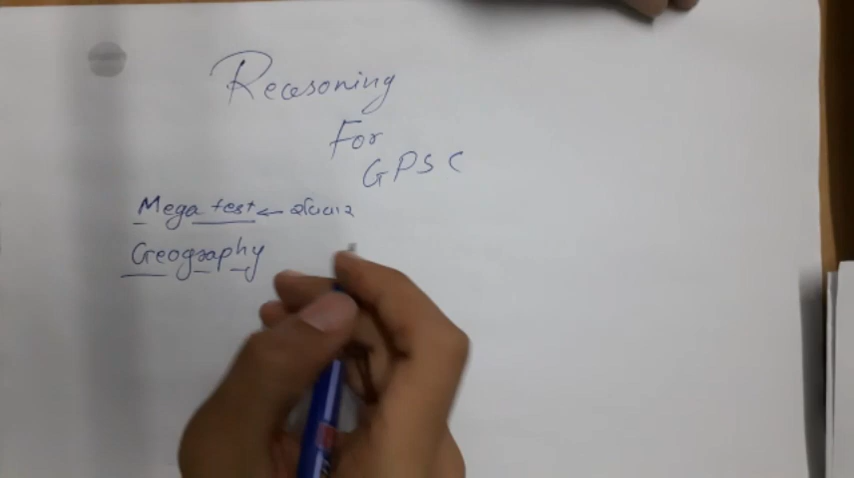 Reasoning
For
GPSC
Mega test ← રવિવાર
Geography